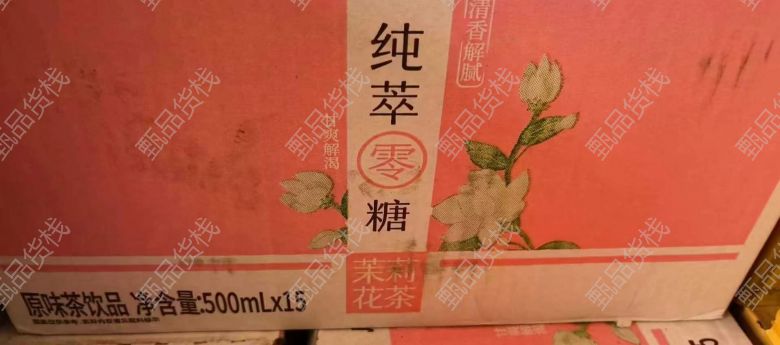 清香解腻
纯萃
零
糖
甘爽解渴
茉莉
花茶
原味茶饮品 净含量:500mLx15
甄品货栈